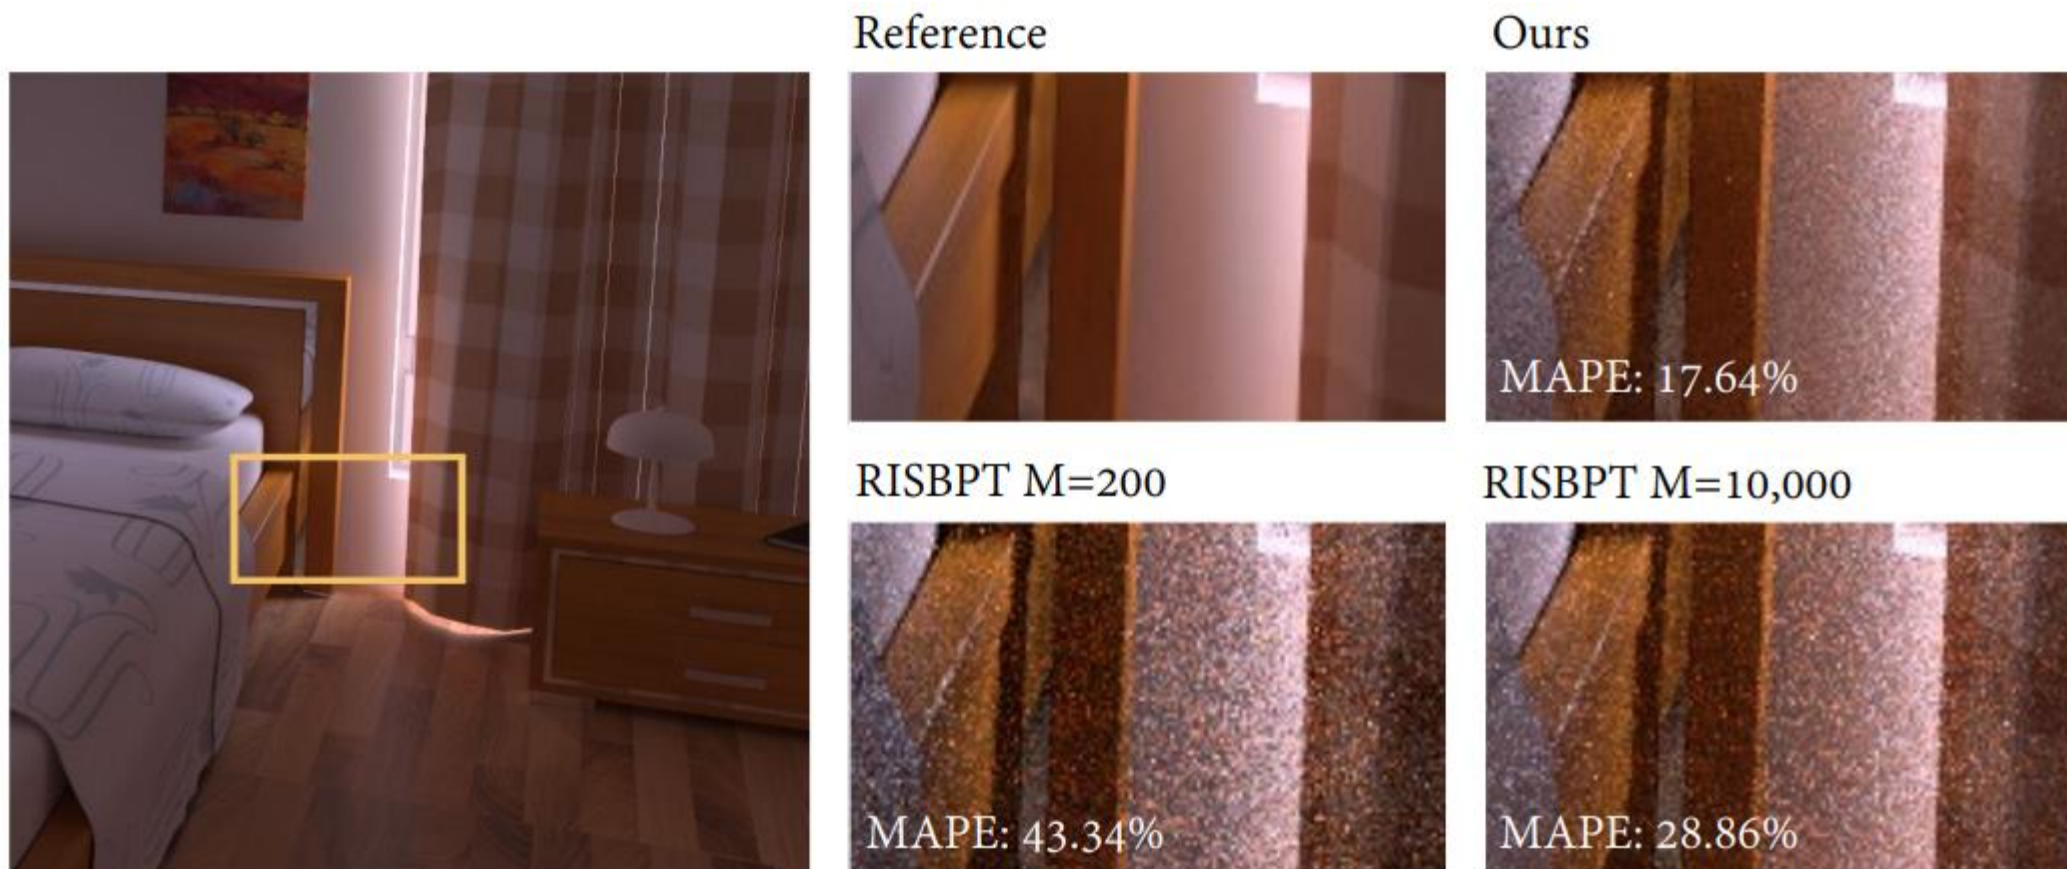 Reference
Ours
MAPE: 17.64%
RISBPT M=200
RISBPT M=10,000
MAPE: 43.34%
MAPE: 28.86%